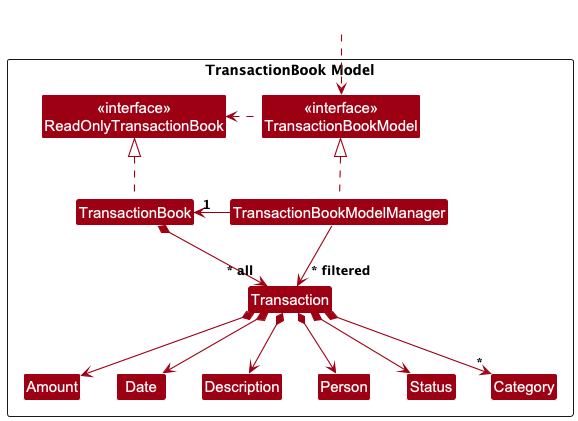 TransactionBook Model
«interface»
ReadOnlyTransactionBook
«interface»
TransactionBookModel
TransactionBook
1
TransactionBookModelManager
* all
* filtered
Transaction
*
Amount
Date
Description
Person
Status
Category